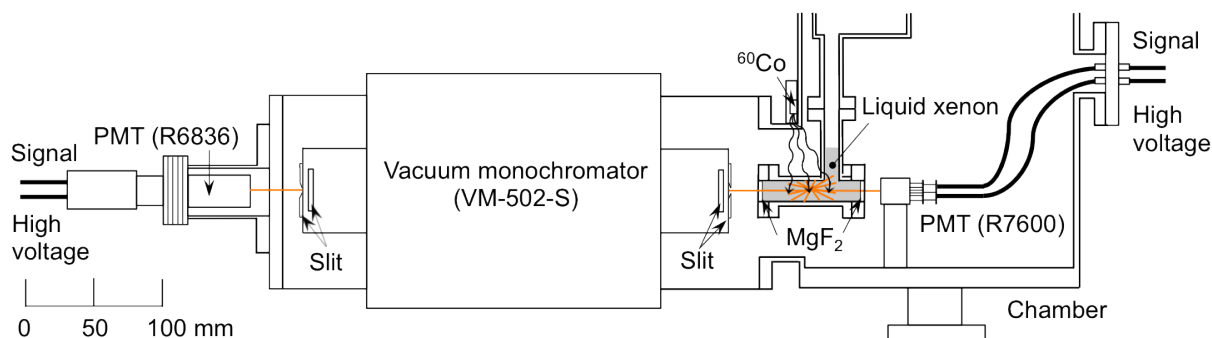 Signal
High
voltage
PMT (R6836)
Slit
Vacuum monochromator
(VM-502-S)
Slit
⁶⁰Co
Liquid xenon
MgF₂
PMT (R7600)
Signal
High
voltage
Chamber
0 50 100 mm